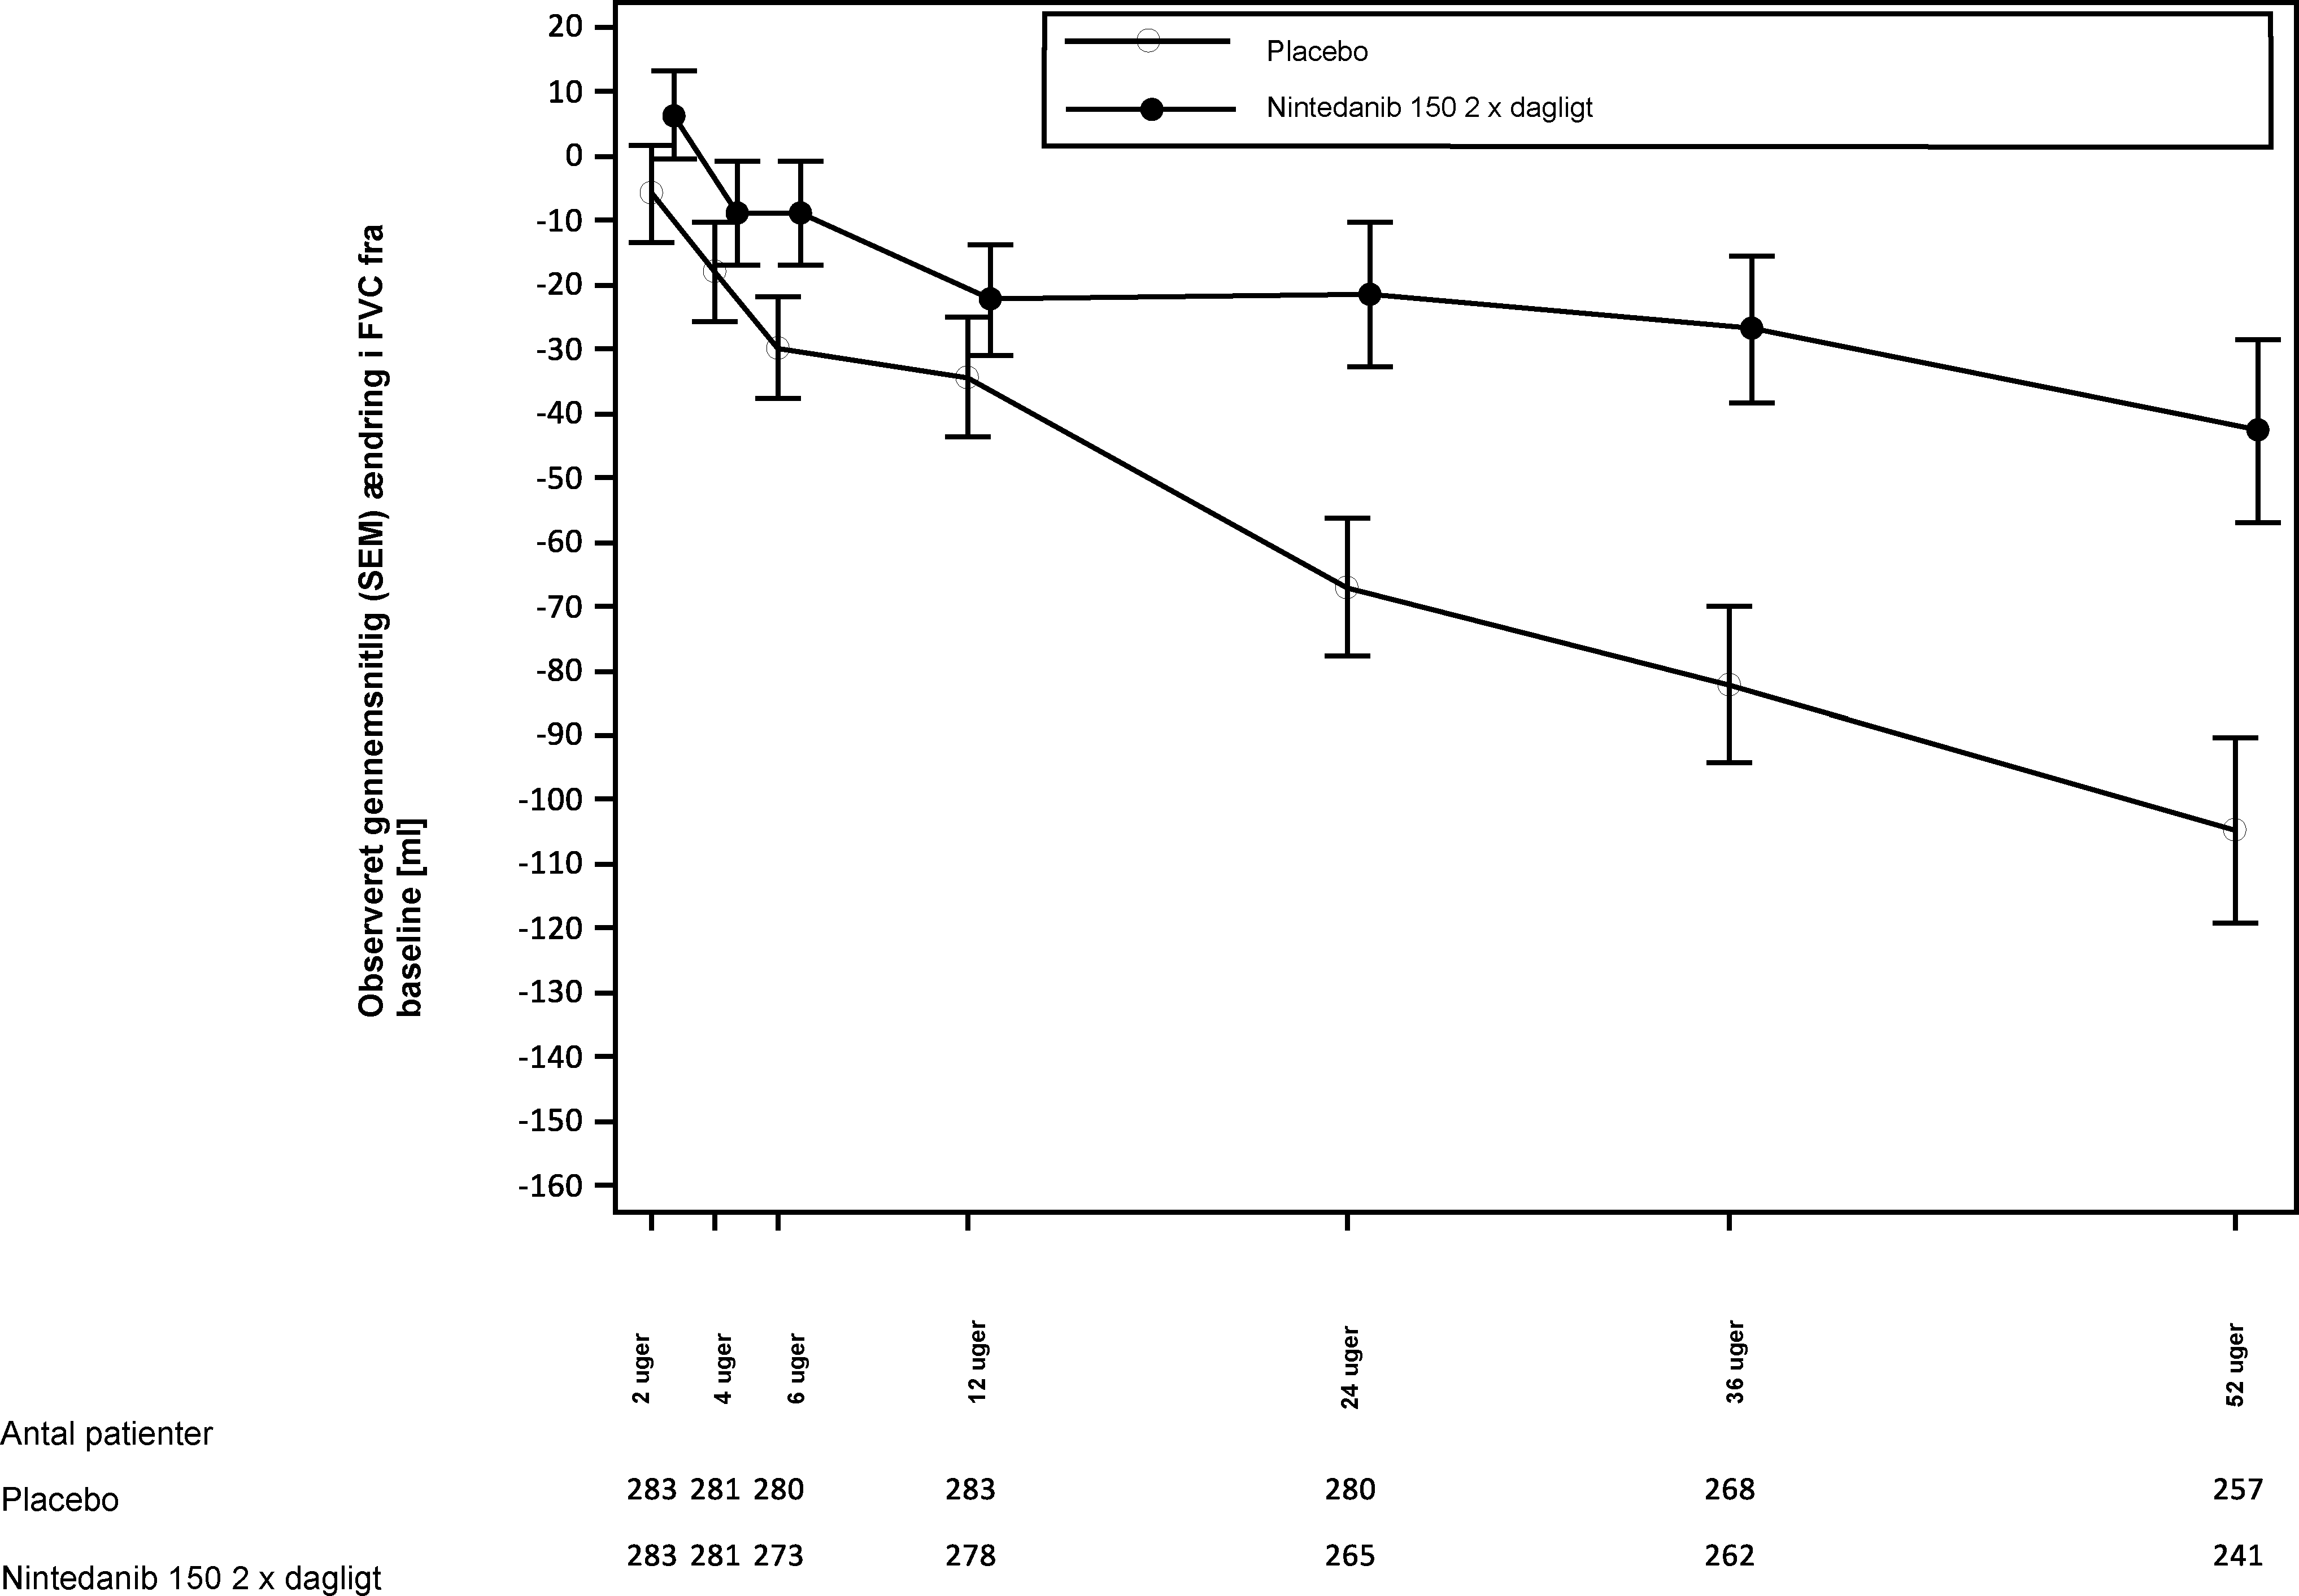 Placebo
Nintedanib 150 2 x dagligt
20
10
0
-10
-20
-30
-40
-50
-60
-70
-80
-90
-100
-110
-120
-130
-140
-150
-160
Observeret gennemsnitlig (SEM) ændring i FVC fra
baseline [ml]
2 uger 4 uger 6 uger 12 uger 24 uger 36 uger 52 uger
Antal patienter
Placebo 283 281 280 283 280 268 257
Nintedanib 150 2 x dagligt 283 281 273 278 265 262 241